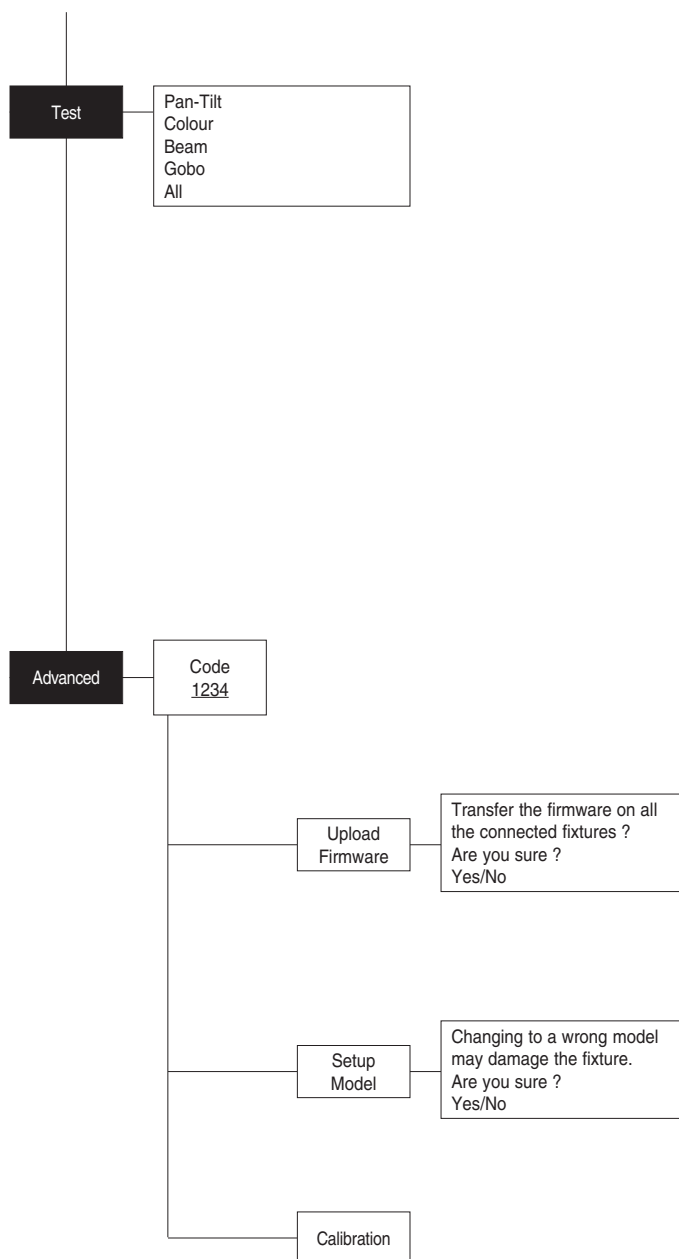 Test
Pan-Tilt
Colour
Beam
Gobo
All
Advanced
Code
1234
Upload
Firmware
Transfer the firmware on all
the connected fixtures ?
Are you sure ?
Yes/No
Setup
Model
Changing to a wrong model
may damage the fixture.
Are you sure ?
Yes/No
Calibration